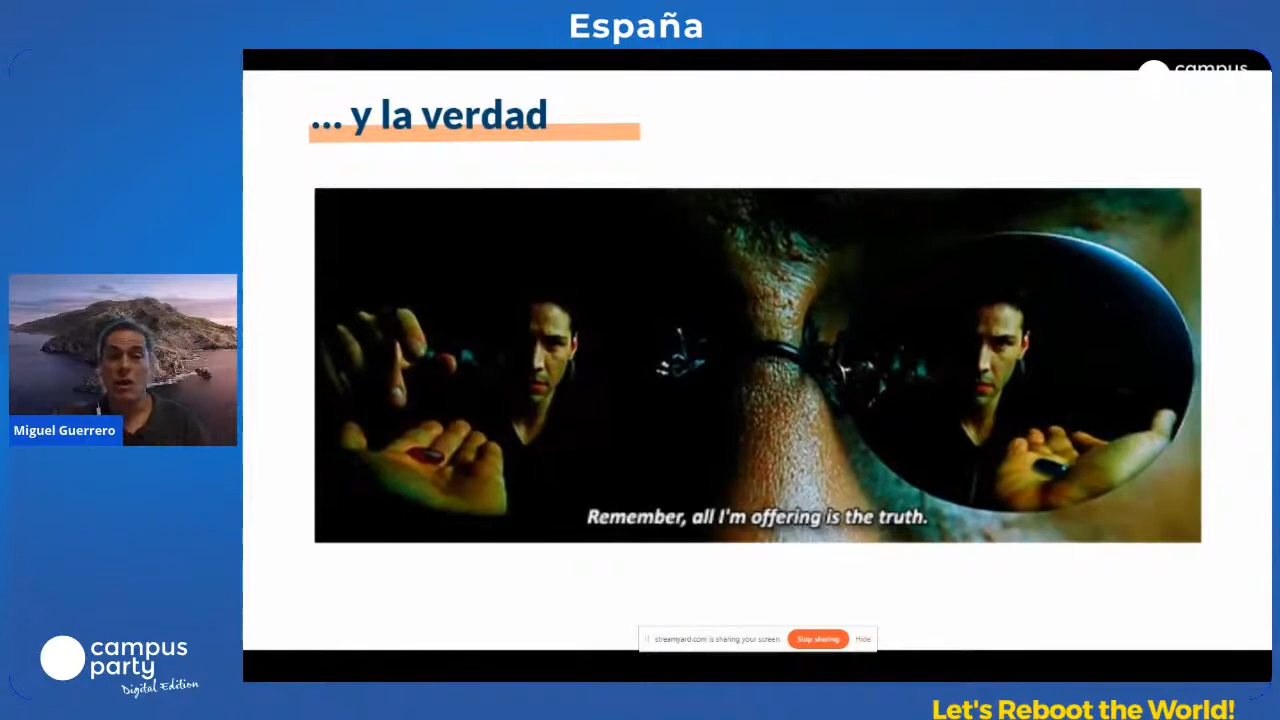 España
campus
... y la verdad
Remember, all I'm offering is the truth.
Miguel Guerrero
streamyard.com is sharing your screen
Stop sharing
Hide
campus
party
Digital Edition
Let's Reboot the World!